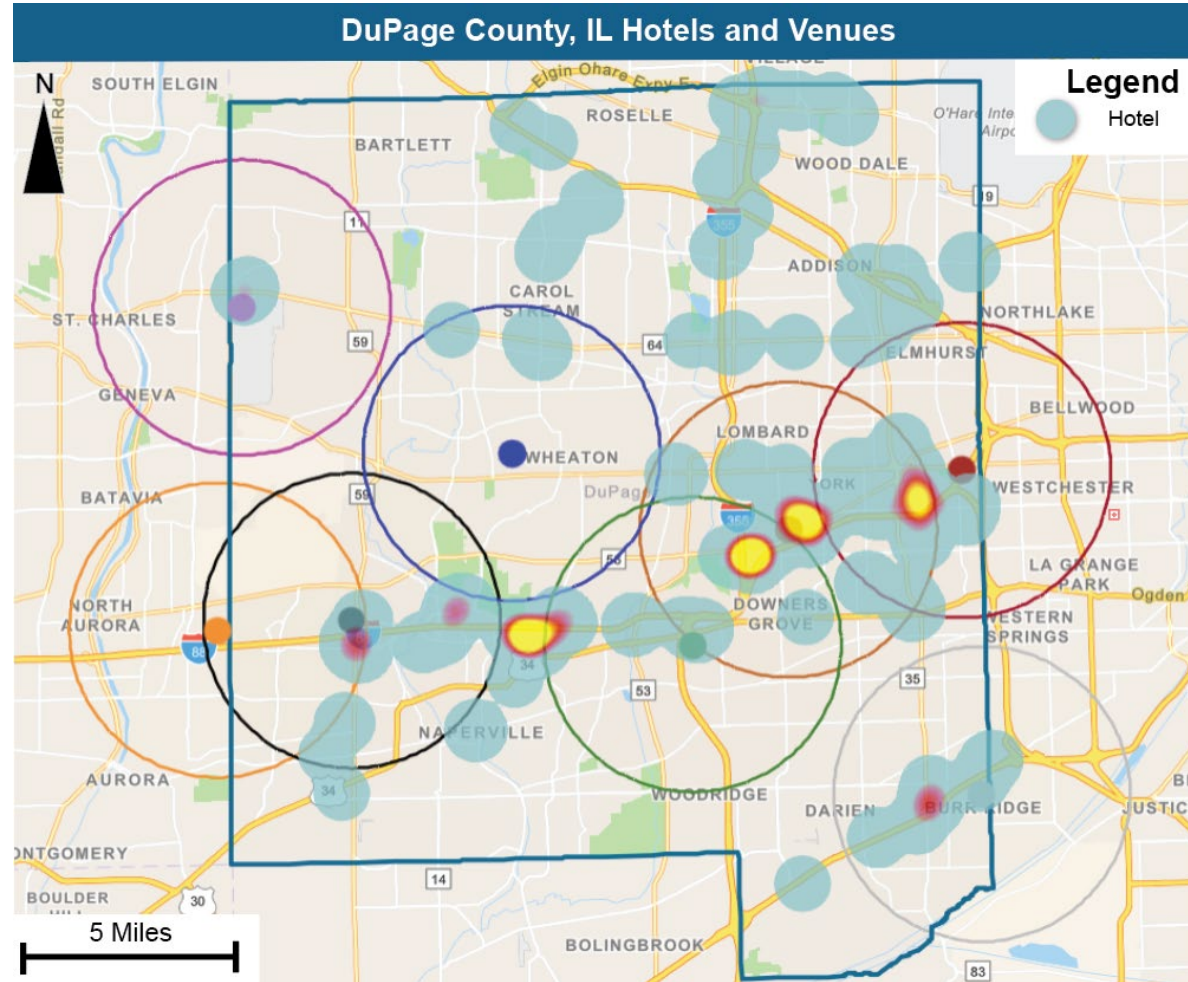 DuPage County, IL Hotels and Venues
N
SOUTH ELGIN
Elgin Ohare Expy E
VILLAGE
Legend
Hotel
ROSELLE
BARTLETT
WOOD DALE
O'Hare Inte
Airpo
19
11
355
ADDISON
CAROL
STREAM
ST. CHARLES
NORTHLAKE
59
64
ELMHURST
GENEVA
BELLWOOD
LOMBARD
WHEATON
YORK
DuPag
BATAVIA
59
WESTCHESTER
355
56
LA GRANGE
PARK
NORTH
AURORA
DOWNERS
GROVE
Ogden
WESTERN
SPRINGS
88
34
53
35
NAPERVILLE
AURORA
34
WOODRIDGE
DARIEN
BURR RIDGE
JUSTIC
ONTGOMERY
14
BOULDER
30
5 Miles
BOLINGBROOK
83